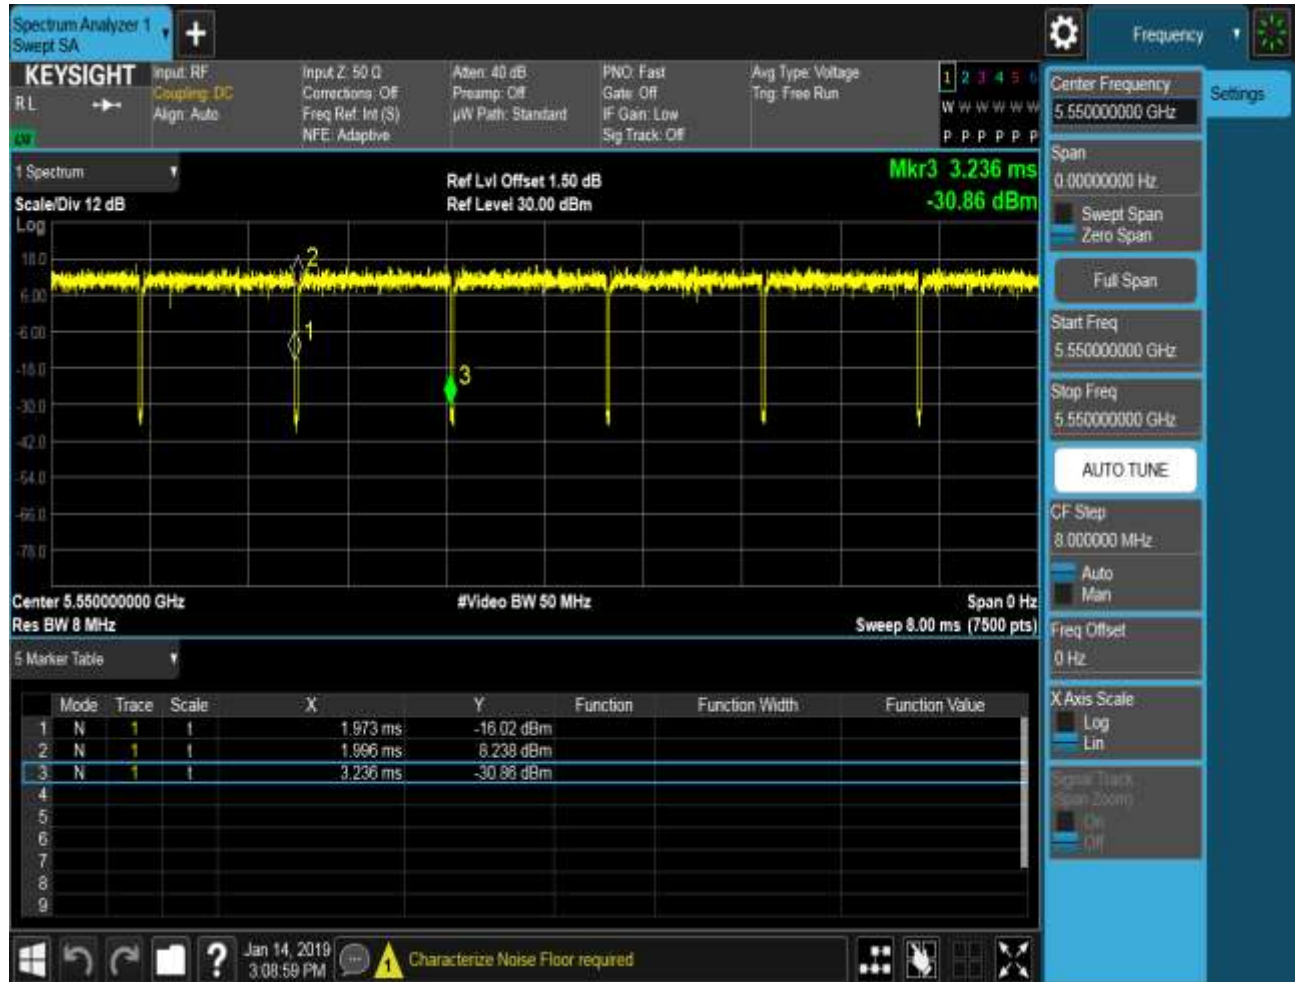 Spectrum Analyzer 1
Swept SA
Frequency
KEYSIGHT
RL
Input: RF
Coupling: DC
Align: Auto
Input Z: 50 Ω
Corrections: Off
Freq Ref: Int (S)
NFE: Adaptive
Atten: 40 dB
Preamp: Off
µW Path: Standard
PNO: Fast
Gate: Off
IF Gain: Low
Sig Track: Off
Avg Type: Voltage
Trig: Free Run
1 2 3 4 5 6
W W W W W W
P P P P P P
1 Spectrum
Scale/Div 12 dB
Ref Lvl Offset 1.50 dB
Ref Level 30.00 dBm
Mkr3 3.236 ms
-30.86 dBm
Log
18.0
6.00
-6.00
-18.0
-30.0
-42.0
-54.0
-66.0
-78.0
2
1
3
Center 5.550000000 GHz
Res BW 8 MHz
#Video BW 50 MHz
Span 0 Hz
Sweep 8.00 ms (7500 pts)
5 Marker Table
Mode Trace Scale X Y Function Function Width Function Value
1 N 1 t 1.973 ms -16.02 dBm
2 N 1 t 1.996 ms 8.238 dBm
3 N 1 t 3.236 ms -30.86 dBm
4
5
6
7
8
9
Jan 14, 2019
3:08:59 PM
Characterize Noise Floor required
Settings
Center Frequency
5.550000000 GHz
Span
0.00000000 Hz
Swept Span
Zero Span
Full Span
Start Freq
5.550000000 GHz
Stop Freq
5.550000000 GHz
AUTO TUNE
CF Step
8.000000 MHz
Auto
Man
Freq Offset
0 Hz
X Axis Scale
Log
Lin
Signal Track
(Span Zoom)
On
Off